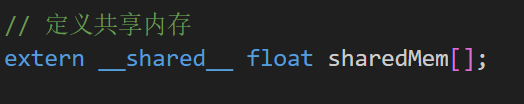 // 定义共享内存
extern __shared__ float sharedMem[];